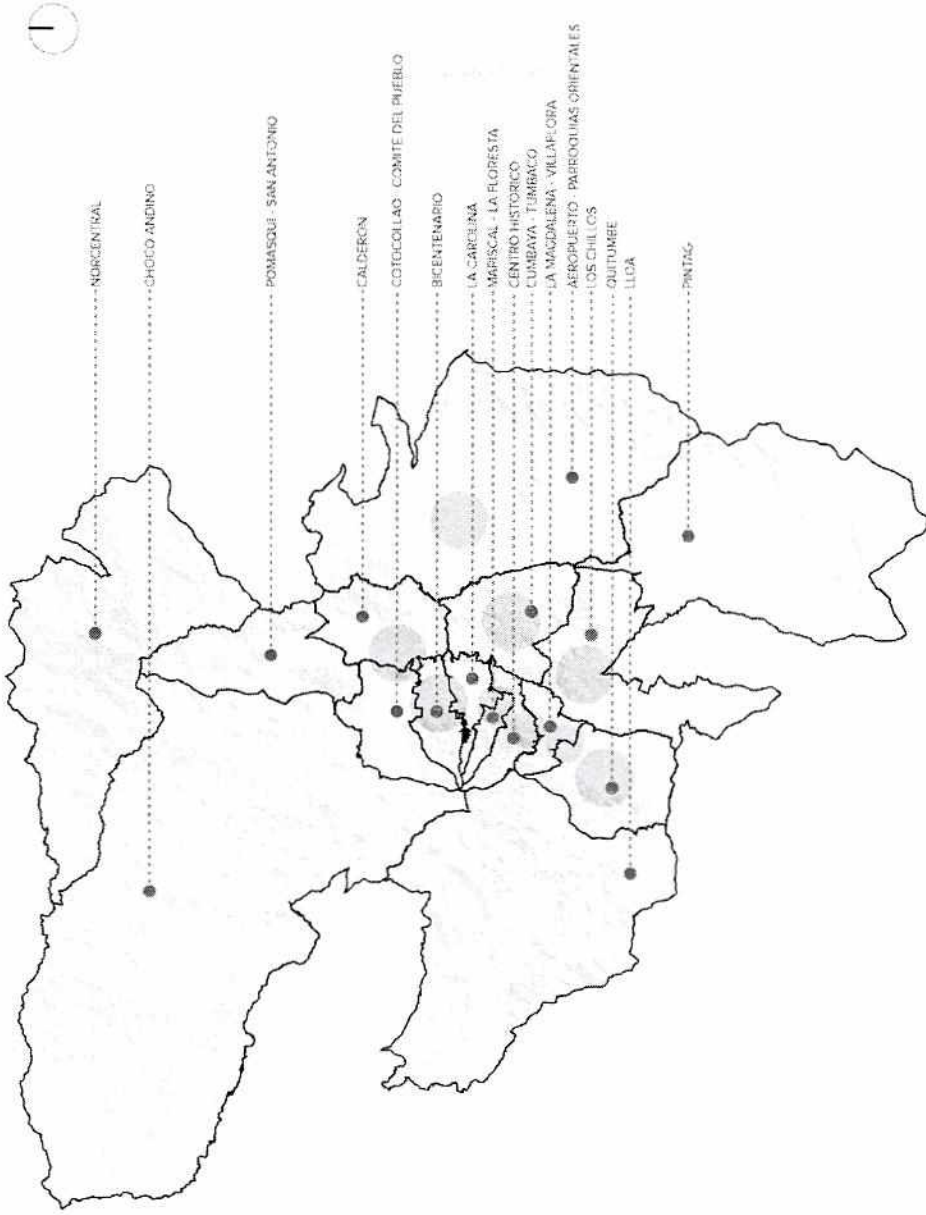 NORCENTRAL
CHOCO ANDINO
POMASQUI - SAN ANTONIO
CALDERON
COTOCOLLAO - COMITE DEL PUEBLO
BICENTENARIO
LA CAROLINA
MARISCAL - LA FLORESTA
CENTRO HISTORICO
CUMBAYA - TUMBACO
LA MAGDALENA - VILLAFLORA
AEROPUERTO - PARROQUIAS ORIENTALES
LOS CHILLOS
QUITUMBE
LLOA
PINTAG